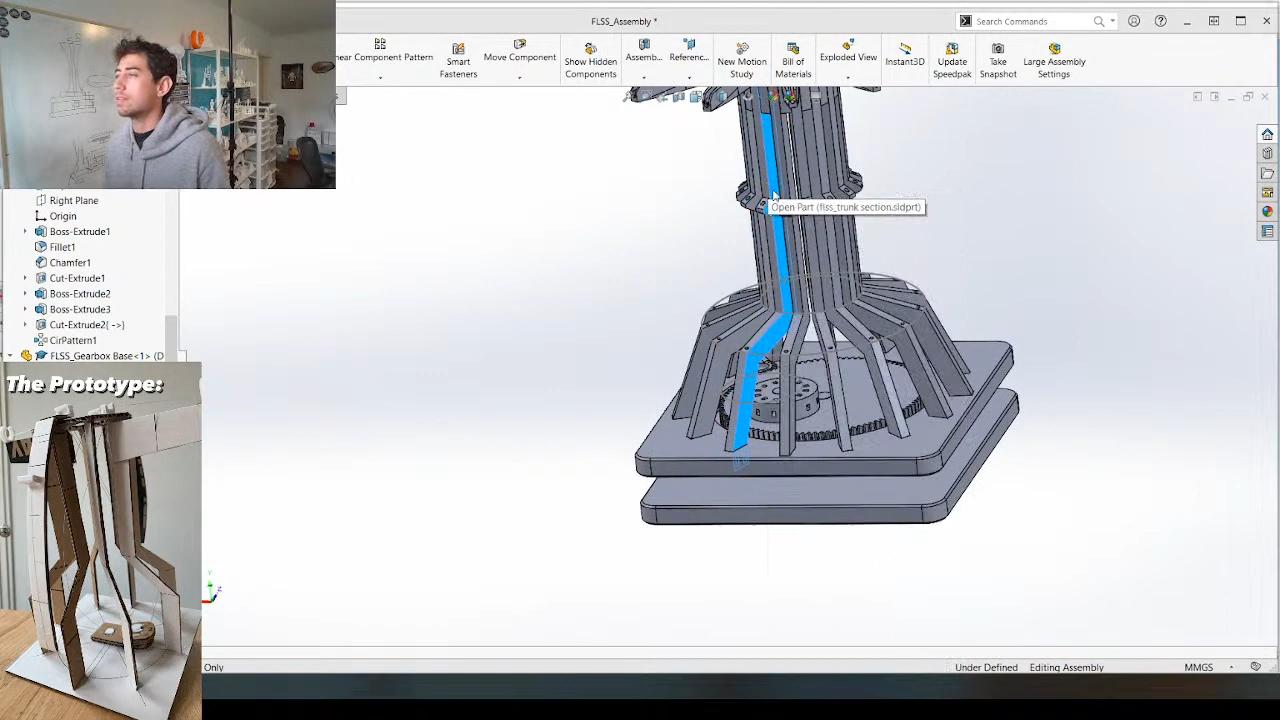 FLSS_Assembly *
Search Commands
near Component Pattern
Smart Fasteners
Move Component
Show Hidden Components
Assemb...
Referenc...
New Motion Study
Bill of Materials
Exploded View
Instant3D
Update Speedpak
Take Snapshot
Large Assembly Settings
Right Plane
Origin
Boss-Extrude1
Fillet1
Chamfer1
Cut-Extrude1
Boss-Extrude2
Boss-Extrude3
Cut-Extrude2{ ->}
CirPattern1
FLSS_Gearbox Base<1> (D
Open Part (flss_trunk section.sldprt)
The Prototype:
Only
Under Defined
Editing Assembly
MMGS